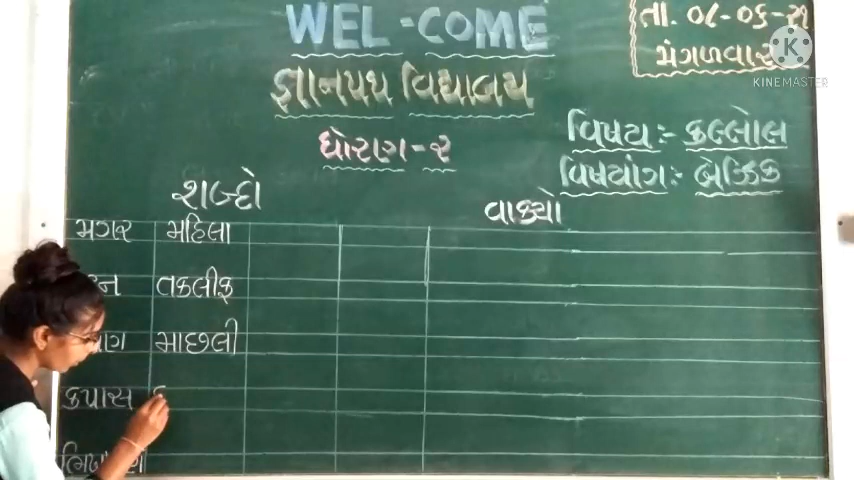 WEL-COME
તા. ૦૮-૦૬-૨૧
મંગળવાર
KINEMASTER
જ્ઞાનપથ વિદ્યાલય
ધોરણ-૨
વિષય:- કલ્લોલ
વિષયાંગ:- બેઝિક
શબ્દો
વાક્યો
મગર મહિલા
તકલીફ
માછલી
કપાસ